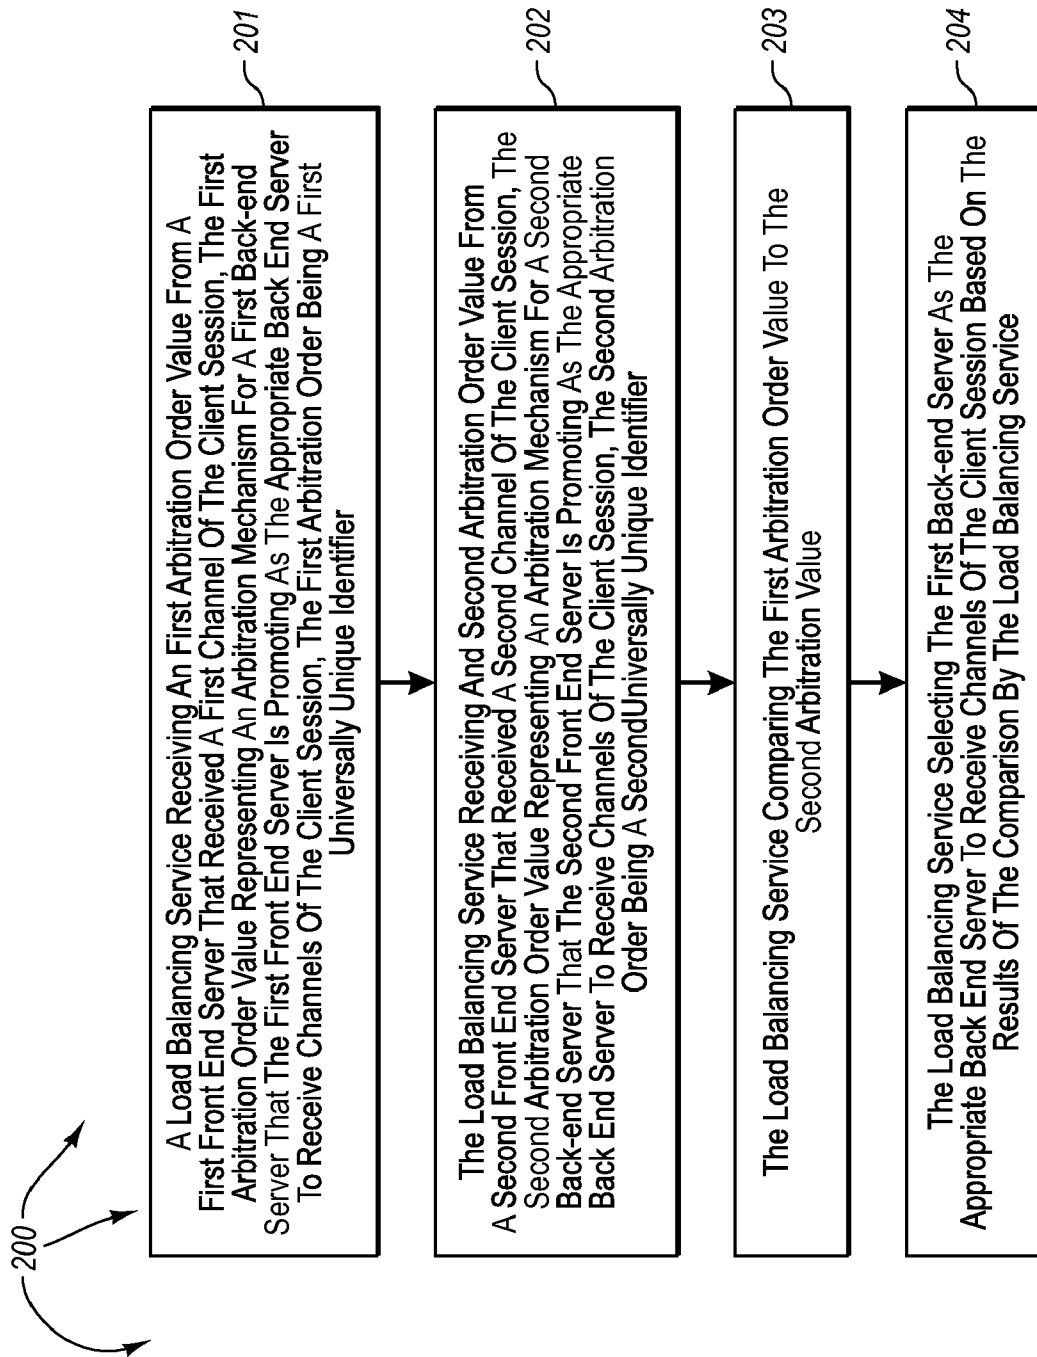 200
A Load Balancing Service Receiving An First Arbitration Order Value From A
First Front End Server That Received A First Channel Of The Client Session, The First
Arbitration Order Value Representing An Arbitration Mechanism For A First Back-end
Server That The First Front End Server Is Promoting As The Appropriate Back End Server
To Receive Channels Of The Client Session, The First Arbitration Order Being A First
Universally Unique Identifier
201
The Load Balancing Service Receiving And Second Arbitration Order Value From
A Second Front End Server That Received A Second Channel Of The Client Session, The
Second Arbitration Order Value Representing An Arbitration Mechanism For A Second
Back-end Server That The Second Front End Server Is Promoting As The Appropriate
Back End Server To Receive Channels Of The Client Session, The Second Arbitration
Order Being A SecondUniversally Unique Identifier
202
The Load Balancing Service Comparing The First Arbitration Order Value To The
Second Arbitration Value
203
The Load Balancing Service Selecting The First Back-end Server As The
Appropriate Back End Server To Receive Channels Of The Client Session Based On The
Results Of The Comparison By The Load Balancing Service
204